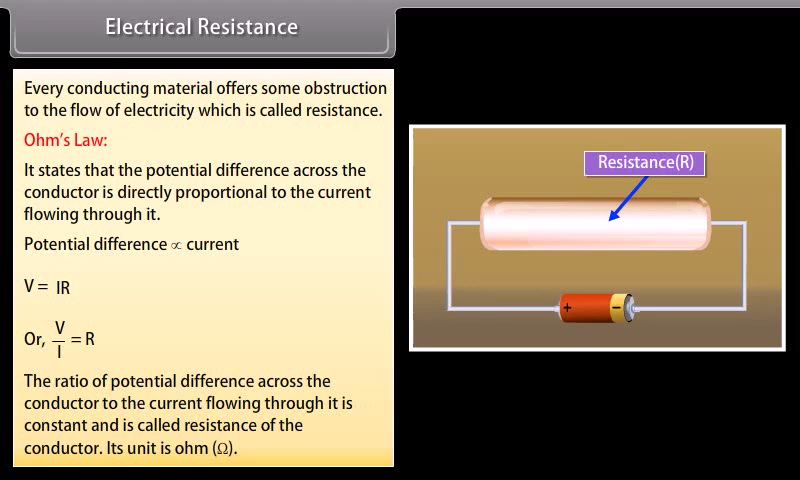 Electrical Resistance
Every conducting material offers some obstruction
to the flow of electricity which is called resistance.
Ohm's Law:
It states that the potential difference across the
conductor is directly proportional to the current
flowing through it.
Potential difference ∝ current
V = IR
Or, V/I = R
The ratio of potential difference across the
conductor to the current flowing through it is
constant and is called resistance of the
conductor. Its unit is ohm (Ω).
Resistance(R)
+ −